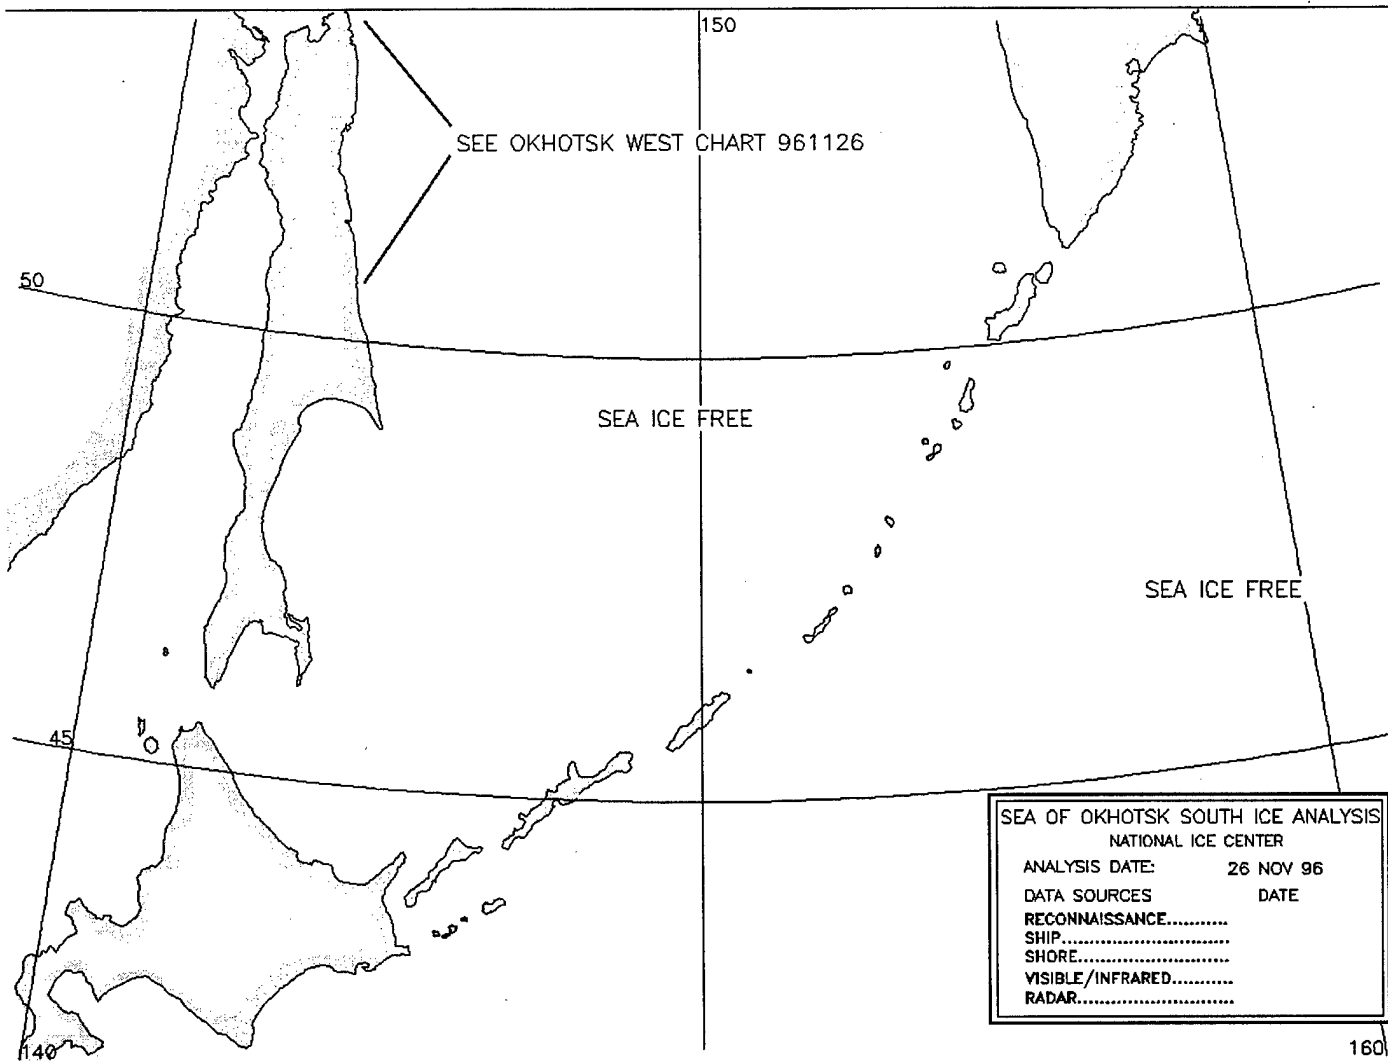 150
SEE OKHOTSK WEST CHART 961126
50
SEA ICE FREE
SEA ICE FREE
45
SEA OF OKHOTSK SOUTH ICE ANALYSIS
NATIONAL ICE CENTER
ANALYSIS DATE: 26 NOV 96
DATA SOURCES DATE
RECONNAISSANCE...........
SHIP..............................
SHORE...........................
VISIBLE/INFRARED...........
RADAR............................
140
160